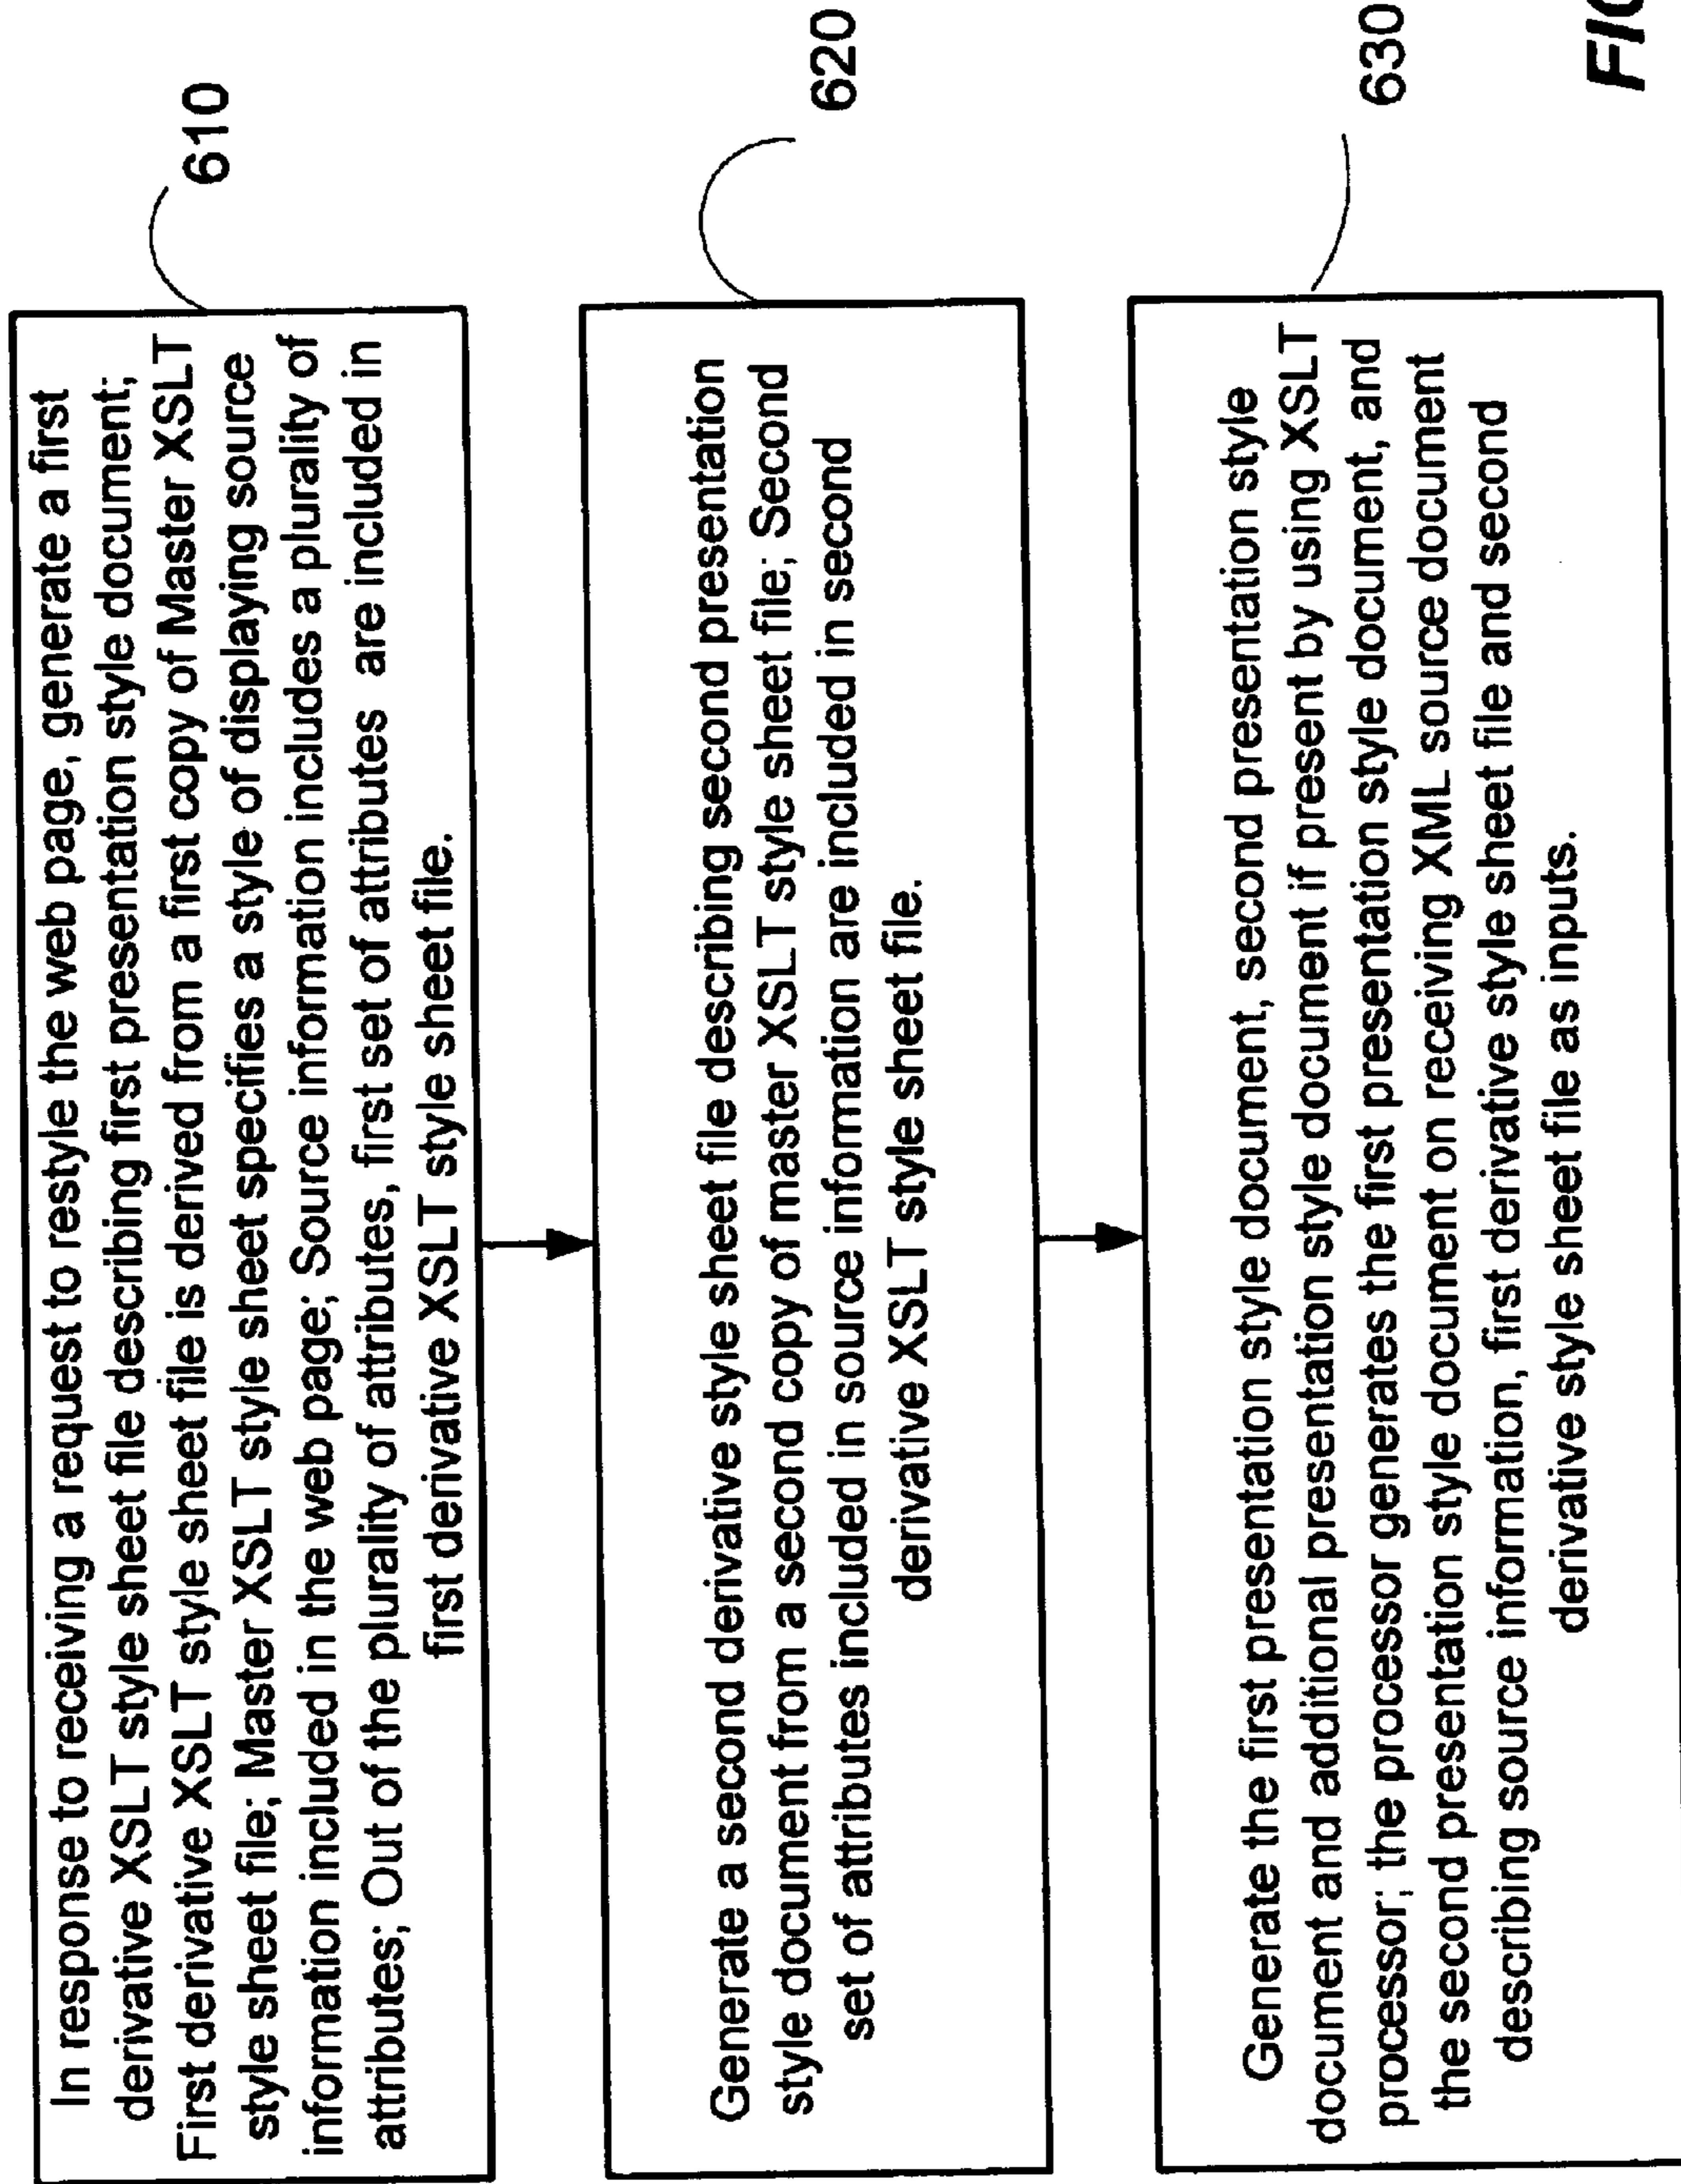 In response to receiving a request to restyle the web page, generate a first
derivative XSLT style sheet file describing first presentation style document;
First derivative XSLT style sheet file is derived from a first copy of Master XSLT
style sheet file; Master XSLT style sheet specifies a style of displaying source
information included in the web page; Source information includes a plurality of
attributes; Out of the plurality of attributes, first set of attributes are included in
first derivative XSLT style sheet file.
610
Generate a second derivative style sheet file describing second presentation
style document from a second copy of master XSLT style sheet file; Second
set of attributes included in source information are included in second
derivative XSLT style sheet file.
620
Generate the first presentation style document, second presentation style
document and additional presentation style document if present by using XSLT
processor; the processor generates the first presentation style document, and
the second presentation style document on receiving XML source document
describing source information, first derivative style sheet file and second
derivative style sheet file as inputs.
630